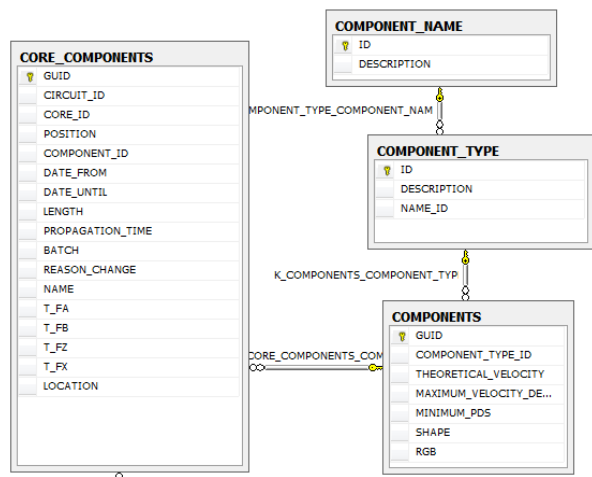 CORE_COMPONENTS
GUID
CIRCUIT_ID
CORE_ID
POSITION
COMPONENT_ID
DATE_FROM
DATE_UNTIL
LENGTH
PROPAGATION_TIME
BATCH
REASON_CHANGE
NAME
T_FA
T_FB
T_FZ
T_FX
LOCATION
COMPONENT_NAME
ID
DESCRIPTION
MPONENT_TYPE_COMPONENT_NAM
COMPONENT_TYPE
ID
DESCRIPTION
NAME_ID
K_COMPONENTS_COMPONENT_TYP
COMPONENTS
GUID
COMPONENT_TYPE_ID
THEORETICAL_VELOCITY
MAXIMUM_VELOCITY_DE...
MINIMUM_PDS
SHAPE
RGB
CORE_COMPONENTS_COM